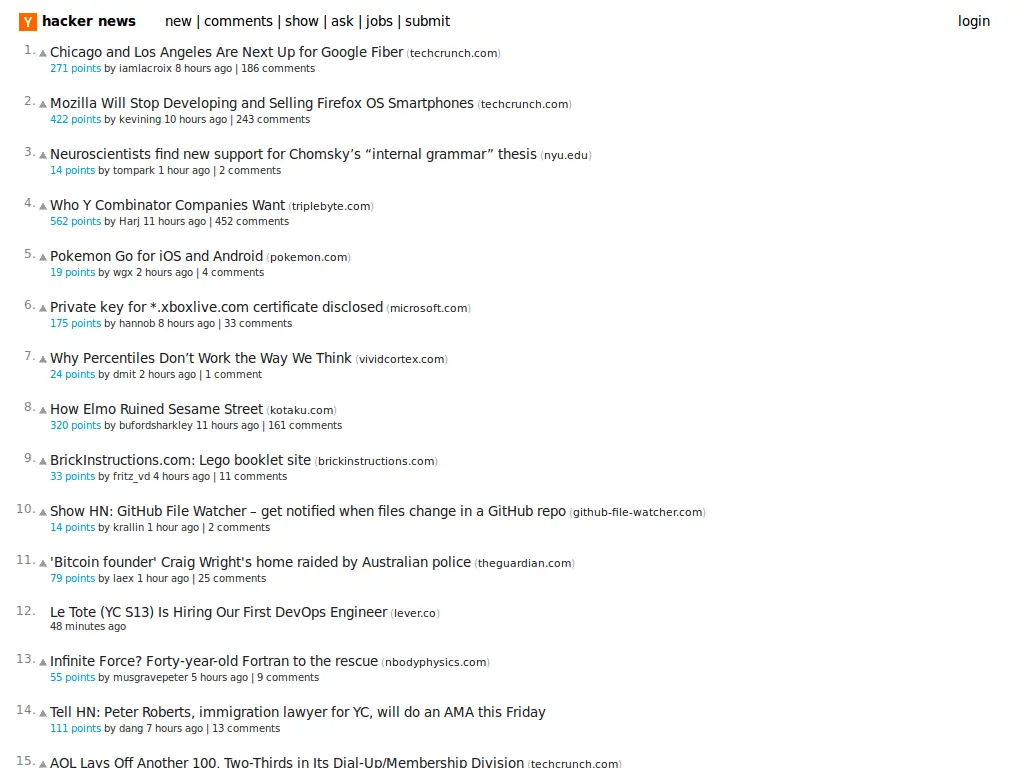 Y hacker news new | comments | show | ask | jobs | submit login
1. Chicago and Los Angeles Are Next Up for Google Fiber (techcrunch.com)
271 points by iamlacroix 8 hours ago | 186 comments
2. Mozilla Will Stop Developing and Selling Firefox OS Smartphones (techcrunch.com)
422 points by kevining 10 hours ago | 243 comments
3. Neuroscientists find new support for Chomsky’s “internal grammar” thesis (nyu.edu)
14 points by tompark 1 hour ago | 2 comments
4. Who Y Combinator Companies Want (triplebyte.com)
562 points by Harj 11 hours ago | 452 comments
5. Pokemon Go for iOS and Android (pokemon.com)
19 points by wgx 2 hours ago | 4 comments
6. Private key for *.xboxlive.com certificate disclosed (microsoft.com)
175 points by hannob 8 hours ago | 33 comments
7. Why Percentiles Don’t Work the Way We Think (vividcortex.com)
24 points by dmit 2 hours ago | 1 comment
8. How Elmo Ruined Sesame Street (kotaku.com)
320 points by bufordsharkley 11 hours ago | 161 comments
9. BrickInstructions.com: Lego booklet site (brickinstructions.com)
33 points by fritz_vd 4 hours ago | 11 comments
10. Show HN: GitHub File Watcher – get notified when files change in a GitHub repo (github-file-watcher.com)
14 points by krallin 1 hour ago | 2 comments
11. 'Bitcoin founder' Craig Wright's home raided by Australian police (theguardian.com)
79 points by laex 1 hour ago | 25 comments
12. Le Tote (YC S13) Is Hiring Our First DevOps Engineer (lever.co)
48 minutes ago
13. Infinite Force? Forty-year-old Fortran to the rescue (nbodyphysics.com)
55 points by musgravepeter 5 hours ago | 9 comments
14. Tell HN: Peter Roberts, immigration lawyer for YC, will do an AMA this Friday
111 points by dang 7 hours ago | 13 comments
15. AOL Lays Off Another 100, Two-Thirds in Its Dial-Up/Membership Division (techcrunch.com)